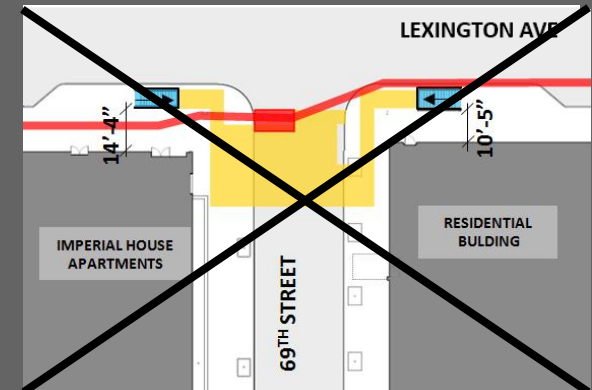 LEXINGTON AVE
14'-4"
10'-5"
IMPERIAL HOUSE
APARTMENTS
RESIDENTIAL
BULDING
69TH STREET